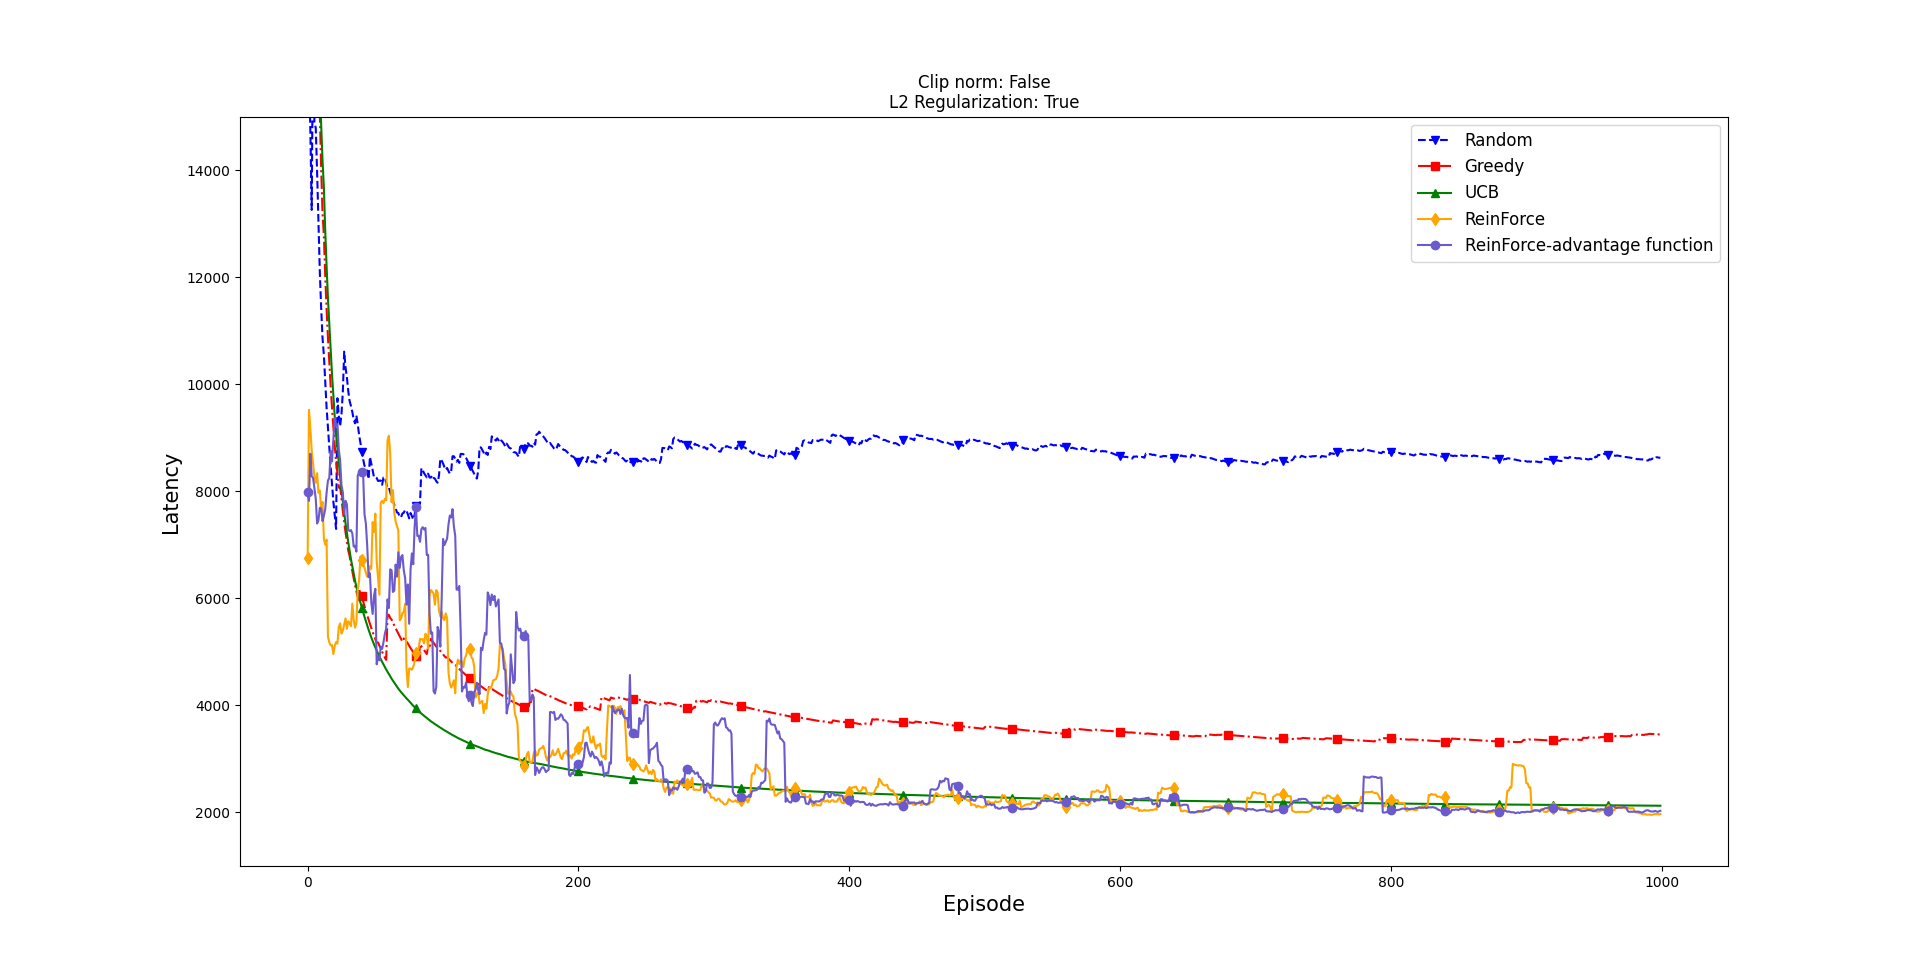 Clip norm: False
L2 Regularization: True
Random
Greedy
UCB
ReinForce
ReinForce-advantage function
Latency
14000
12000
10000
8000
6000
4000
2000
0 200 400 600 800 1000
Episode